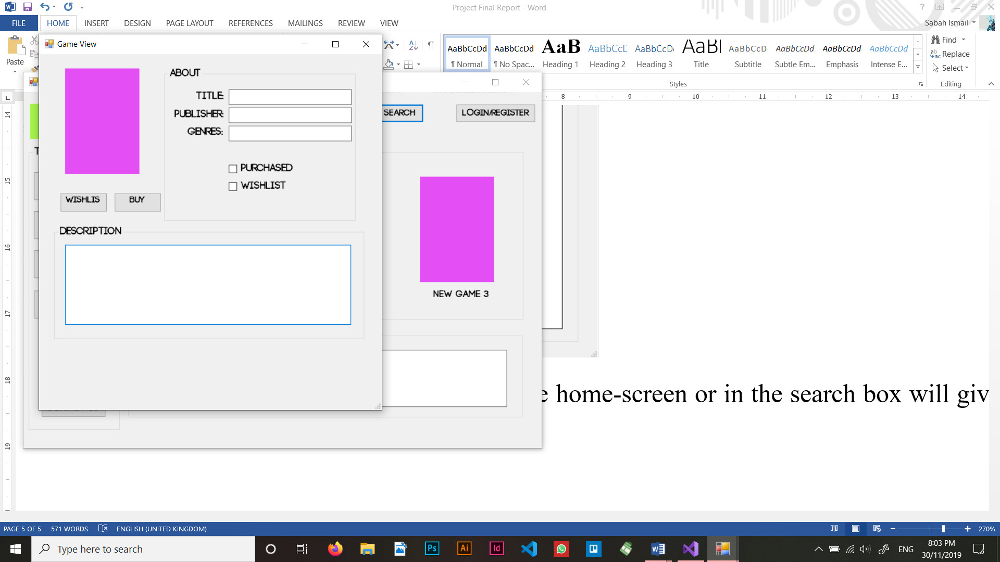 Project Final Report - Word
FILE HOME INSERT DESIGN PAGE LAYOUT REFERENCES MAILINGS REVIEW VIEW
Sabah Ismail
Paste
AaBbCcDd AaBbCcDd AaB AaBbCcD AaBbCcD AaBb AaBbCcD AaBbCcDd AaBbCcDd AaBbCcDd
¶ Normal ¶ No Spac... Heading 1 Heading 2 Heading 3 Title Subtitle Subtle Em... Emphasis Intense E...
Styles
Find
Replace
Select
Editing
8 9 10 11 12 13 14
14
15
16
17
18
19
Game View
ABOUT
TITLE:
PUBLISHER:
GENRES:
PURCHASED
WISHLIST
WISHLIS BUY
DESCRIPTION
SEARCH
LOGIN/REGISTER
NEW GAME 3
home-screen or in the search box will giv
PAGE 5 OF 5 571 WORDS ENGLISH (UNITED KINGDOM)
270%
Type here to search
Ps Ai Id
ENG
8:03 PM
30/11/2019